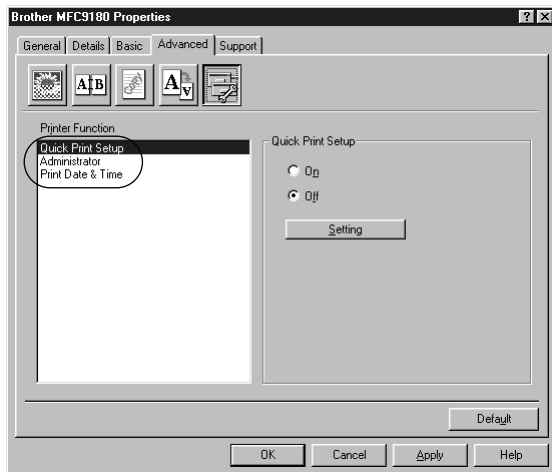 Brother MFC9180 Properties
General Details Basic Advanced Support
A B
Copy
A A
Printer Function
Quick Print Setup
Administrator
Print Date & Time
Quick Print Setup
On
Off
Setting
Default
OK Cancel Apply Help